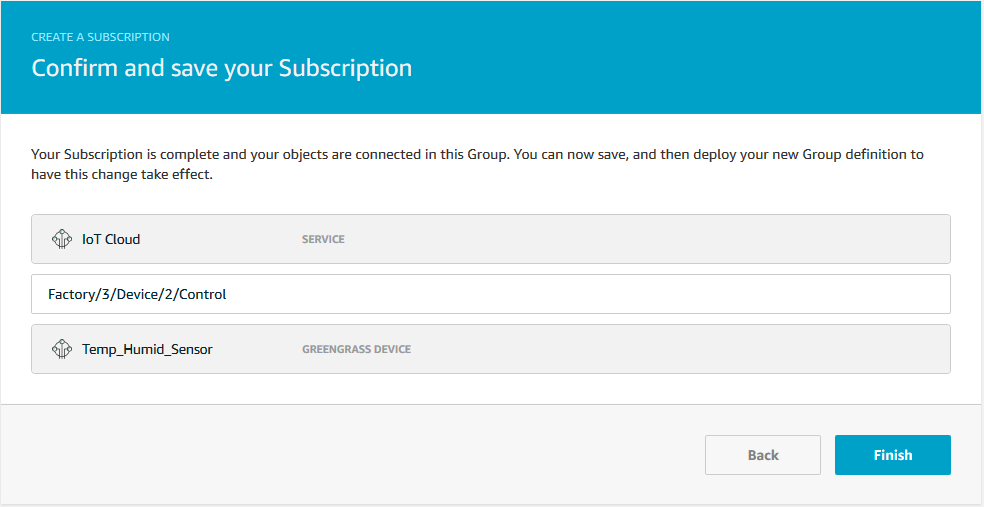 CREATE A SUBSCRIPTION
Confirm and save your Subscription
Your Subscription is complete and your objects are connected in this Group. You can now save, and then deploy your new Group definition to
have this change take effect.
IoT Cloud SERVICE
Factory/3/Device/2/Control
Temp_Humid_Sensor GREENGRASS DEVICE
Back Finish